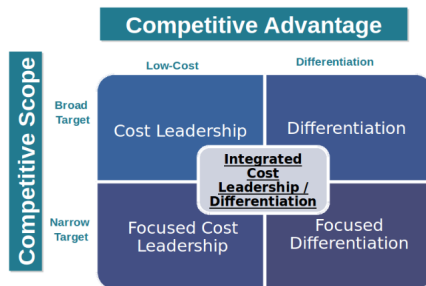 Competitive Advantage
Competitive Scope
Low-Cost
Differentiation
Broad
Target
Cost Leadership
Differentiation
Integrated
Cost
Leadership /
Differentiation
Narrow
Target
Focused Cost
Leadership
Focused
Differentiation